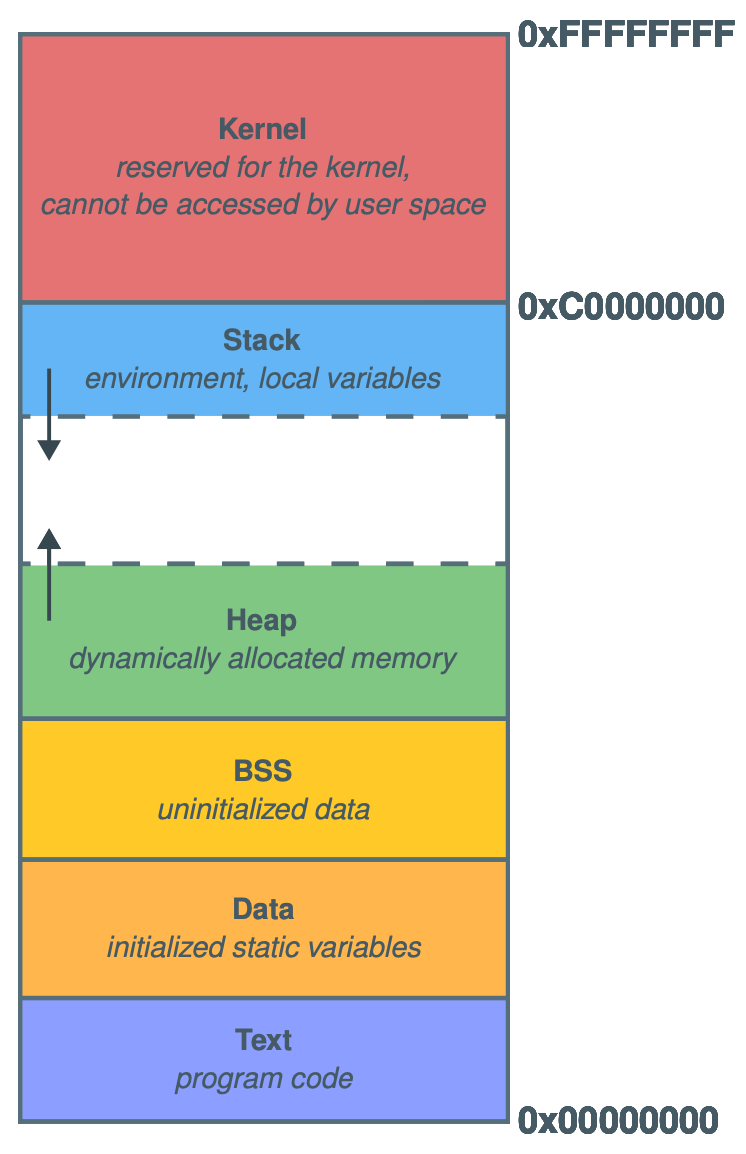 0xFFFFFFFF
Kernel
reserved for the kernel,
cannot be accessed by user space
0xC0000000
Stack
environment, local variables
Heap
dynamically allocated memory
BSS
uninitialized data
Data
initialized static variables
Text
program code
0x00000000